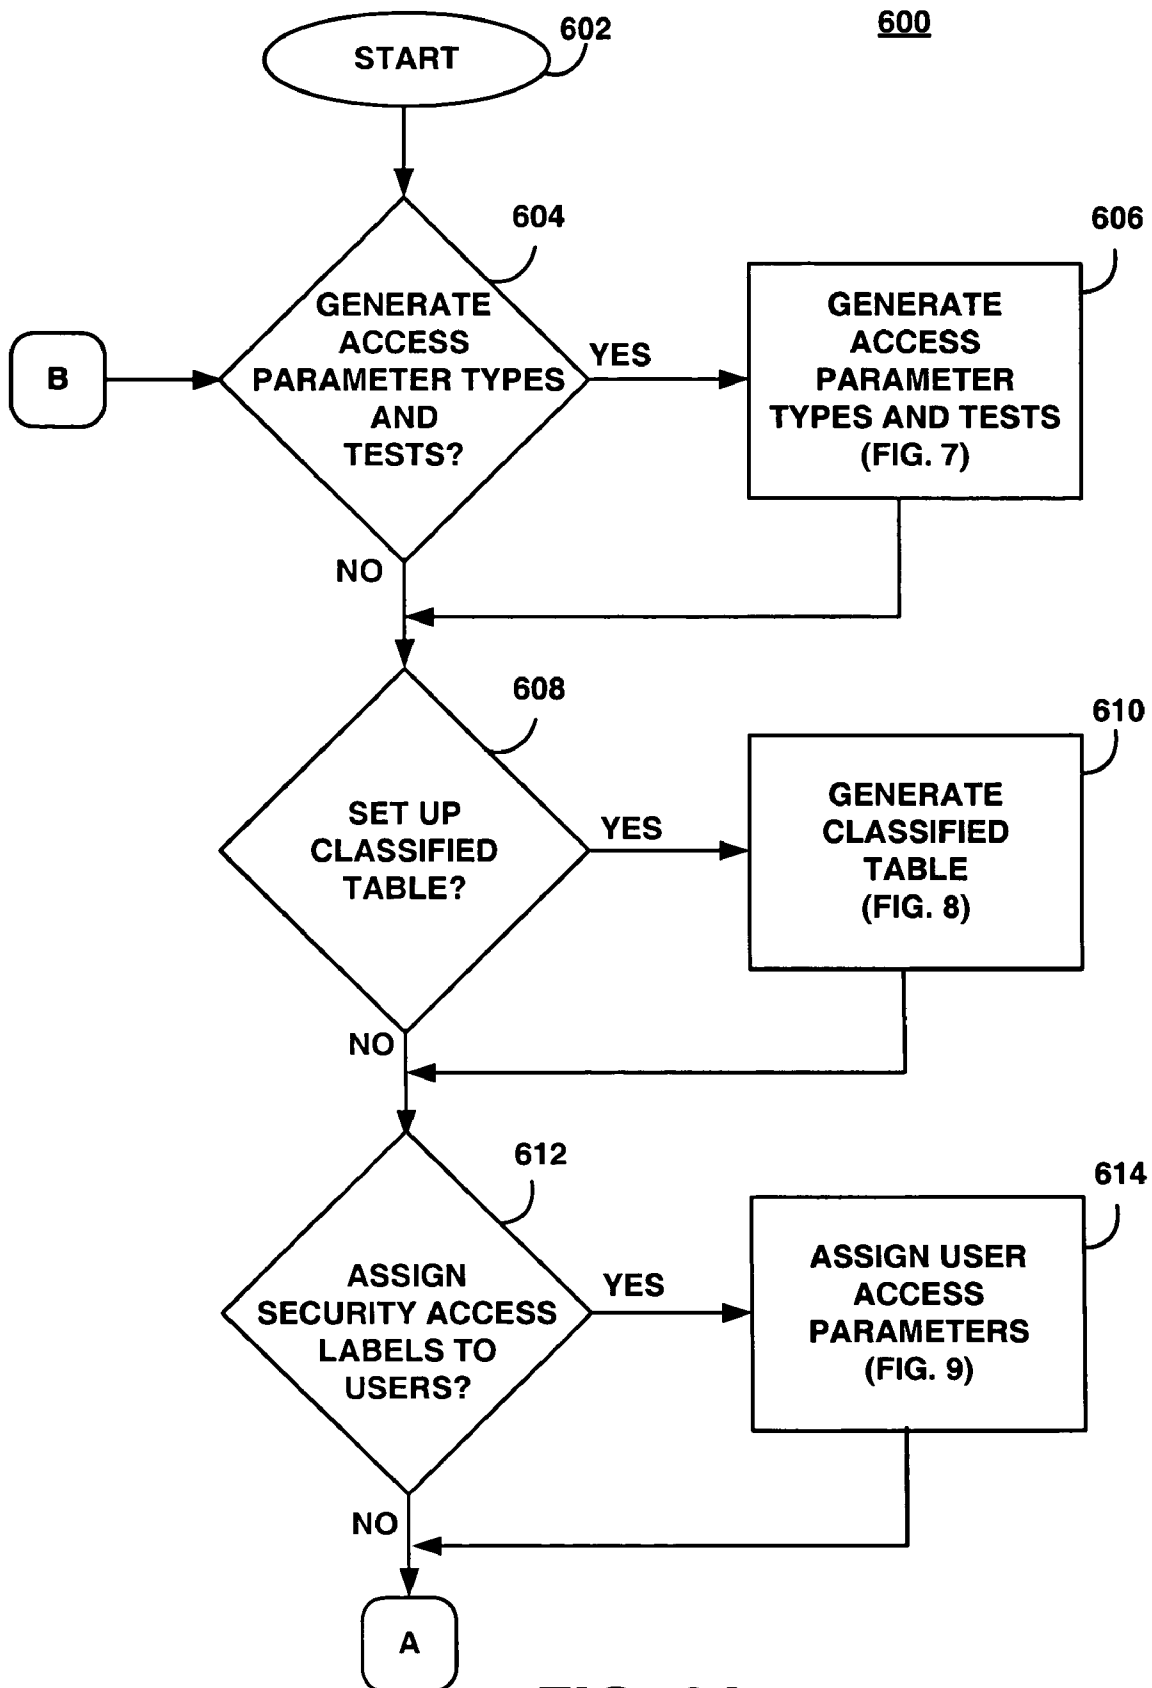 600
START
602
604
GENERATE
ACCESS
PARAMETER TYPES
AND
TESTS?
B
YES
606
GENERATE
ACCESS
PARAMETER
TYPES AND TESTS
(FIG. 7)
NO
608
SET UP
CLASSIFIED
TABLE?
YES
610
GENERATE
CLASSIFIED
TABLE
(FIG. 8)
NO
612
ASSIGN
SECURITY ACCESS
LABELS TO
USERS?
YES
614
ASSIGN USER
ACCESS
PARAMETERS
(FIG. 9)
NO
A